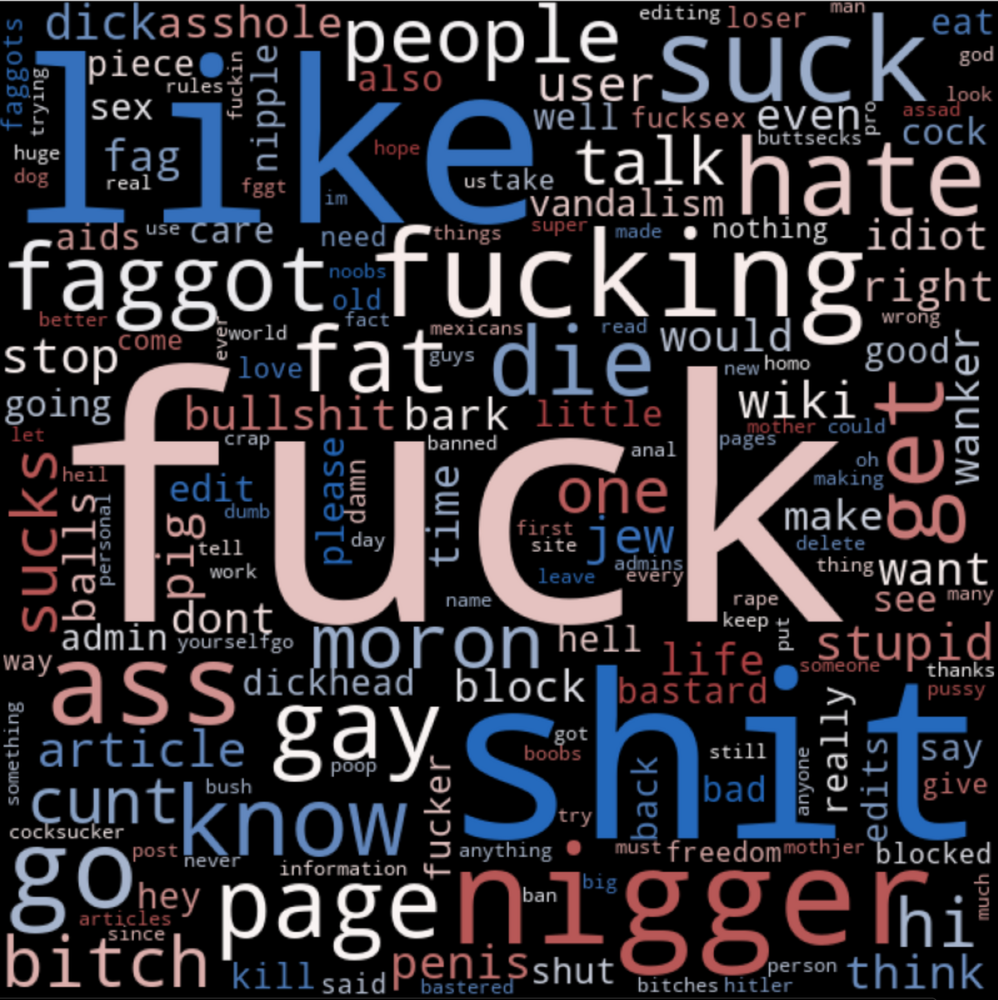 faggots
dick
asshole
people
editing
loser
man
eat
like
piece
trying
rules
fuckin
nipple
also
user
suck
god
look
sex
well
fucksex
even
pro
assad
cock
buttsecks
huge
dog
fag
real
fggt
hope
im
us
take
talk
hate
vandalism
aids
use
care
need
things
super
made
nothing
idiot
faggot
noobs
old
fact
fucking
right
wrong
better
come
ever
world
mexicans
read
would
good
wanker
stop
love
fat
guys
die
new
homo
going
let
bullshit
bark
little
wiki
mother
could
get
fuck
crap
banned
anal
pages
oh
making
sucks
heil
balls
personal
edit
dumb
pig
please
damn
day
time
one
first
site
jew
admins
leave
every
make
delete
thing
want
tell
work
name
rape
keep
see
many
dont
admin
yourselfgo
moron
hell
put
stupid
way
ass
dickhead
block
life
bastard
someone
thanks
pussy
something
article
gay
poop
shit
got
boobs
still
back
bad
anyone
really
edits
say
give
cunt
bush
know
fucker
try
cocksucker
go
post
never
information
anything
must
freedom
mothjer
blocked
hey
articles
since
page
nigger
ban
big
hi
much
bitch
kill
said
penis
bastered
shut
bitches
hitler
person
think